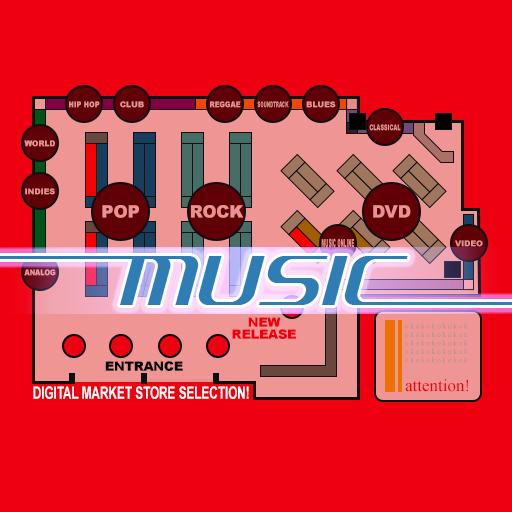 HIP HOP
CLUB
REGGAE
SOUNDTRACK
BLUES
CLASSICAL
WORLD
INDIES
POP
ROCK
DVD
MUSIC ONLINE
VIDEO
ANALOG
MUSIC
NEW
RELEASE
ENTRANCE
attention!
DIGITAL MARKET STORE SELECTION!